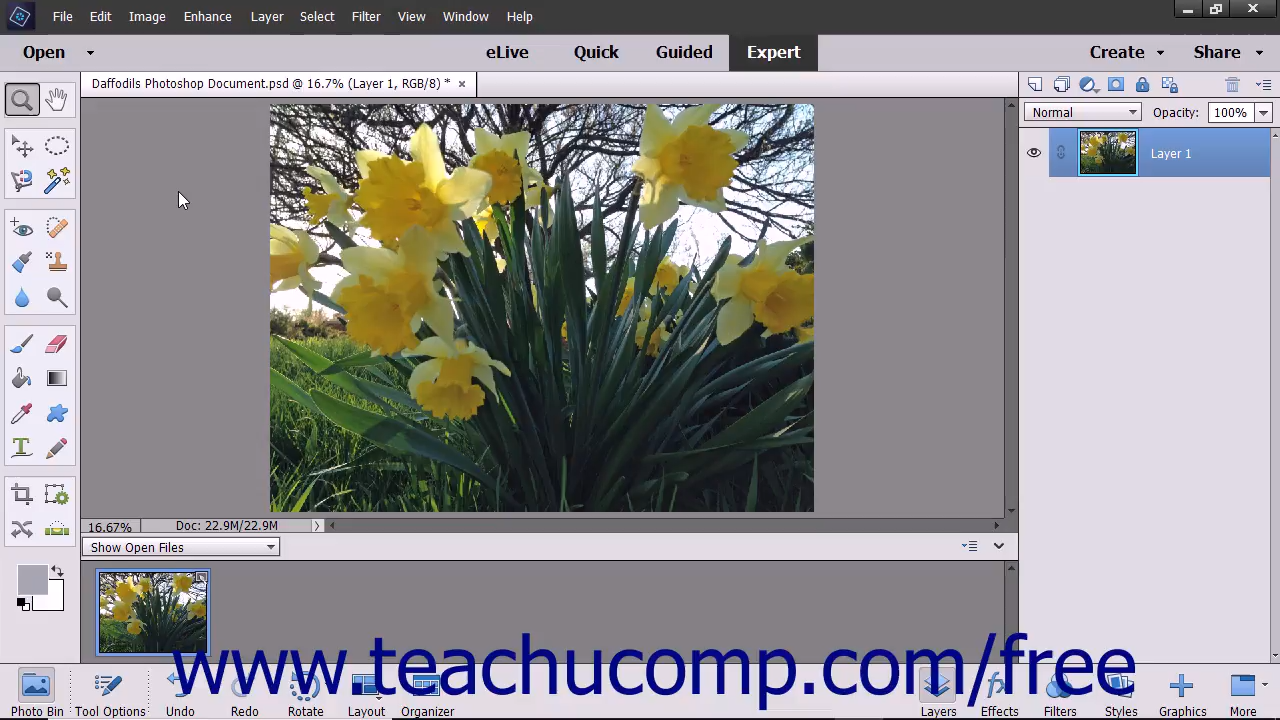 File Edit Image Enhance Layer Select Filter View Window Help
Open eLive Quick Guided Expert Create Share
Daffodils Photoshop Document.psd @ 16.7% (Layer 1, RGB/8) *
Normal Opacity: 100%
Layer 1
16.67% Doc: 22.9M/22.9M
Show Open Files
www.teachucomp.com/free
Photo Bin Tool Options Undo Redo Rotate Layout Organizer Layers Effects Filters Styles Graphics More